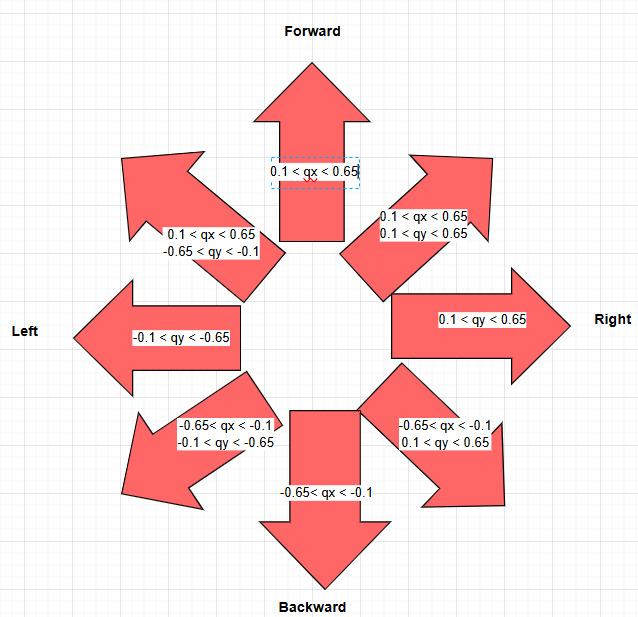 Forward
0.1 < qx < 0.65
0.1 < qx < 0.65
0.1 < qy < 0.65
0.1 < qx < 0.65
-0.65 < qy < -0.1
0.1 < qy < 0.65
Right
Left
-0.1 < qy < -0.65
-0.65< qx < -0.1
-0.1 < qy < -0.65
-0.65< qx < -0.1
0.1 < qy < 0.65
-0.65< qx < -0.1
Backward